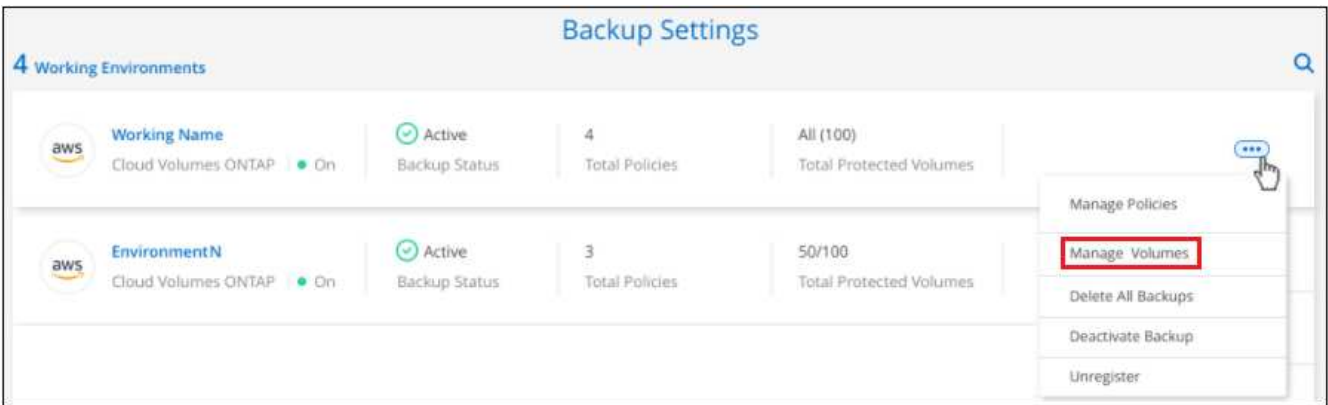 Backup Settings
4 Working Environments
aws Working Name Active 4 All (100)
Cloud Volumes ONTAP On Backup Status Total Policies Total Protected Volumes
Manage Policies
aws EnvironmentN Active 3 50/100 Manage Volumes
Cloud Volumes ONTAP On Backup Status Total Policies Total Protected Volumes
Delete All Backups
Deactivate Backup
Unregister